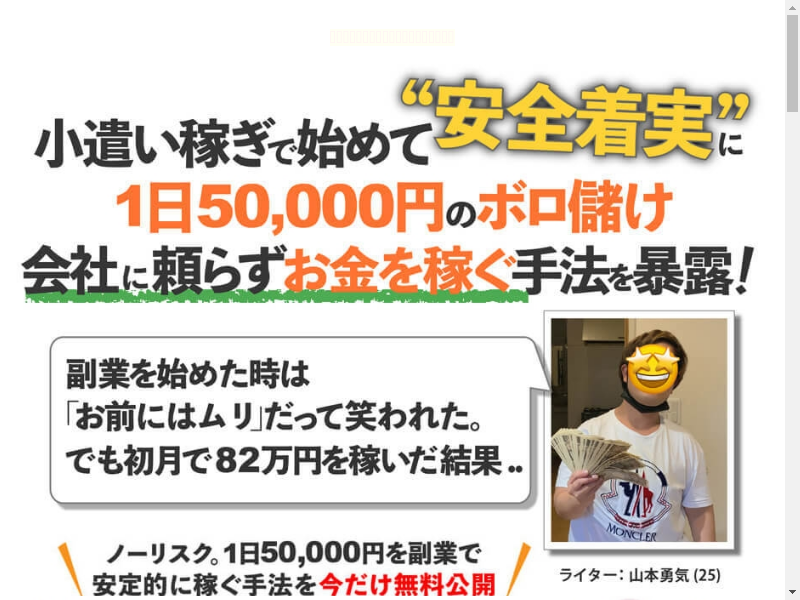 小遣い稼ぎで始めて“安全着実”に
1日50,000円のボロ儲け
会社に頼らずお金を稼ぐ手法を暴露!
副業を始めた時は
「お前にはムリ」だって笑われた。
でも初月で82万円を稼いだ結果..
MONCLER
ライター：山本勇気 (25)
ノーリスク。1日50,000円を副業で
安定的に稼ぐ手法を今だけ無料公開